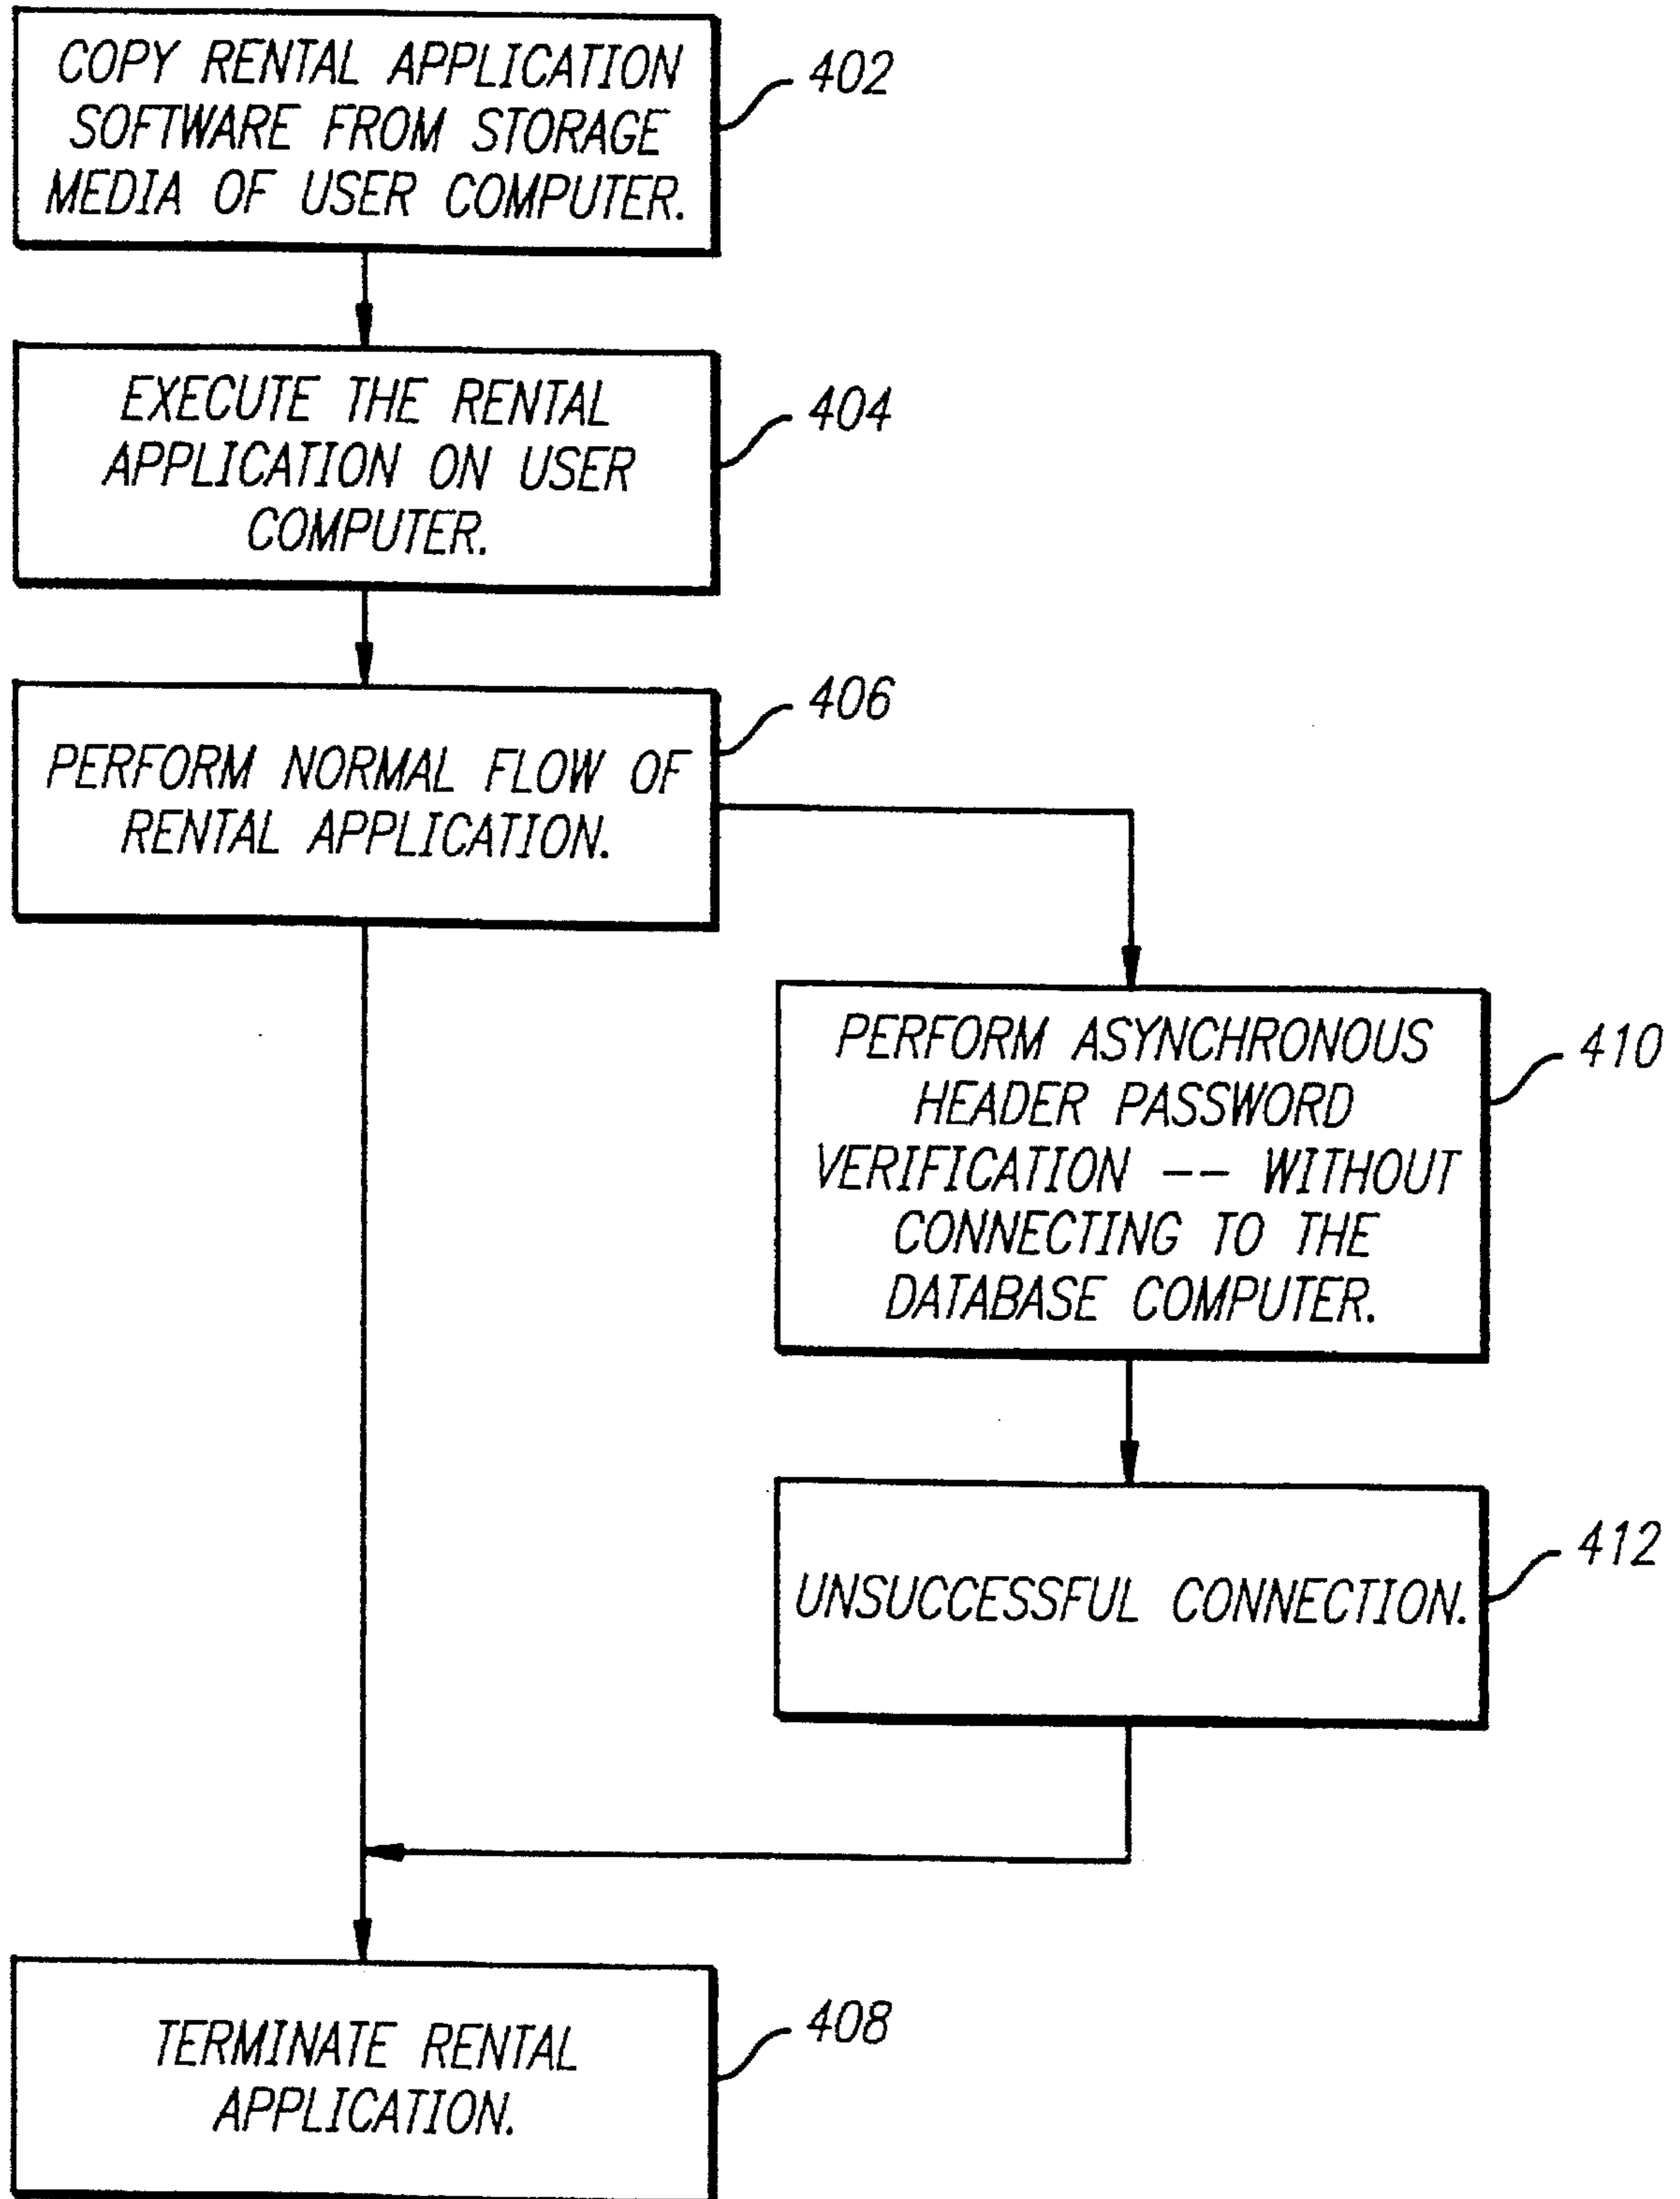 COPY RENTAL APPLICATION
SOFTWARE FROM STORAGE
MEDIA OF USER COMPUTER.
402
EXECUTE THE RENTAL
APPLICATION ON USER
COMPUTER.
404
PERFORM NORMAL FLOW OF
RENTAL APPLICATION.
406
PERFORM ASYNCHRONOUS
HEADER PASSWORD
VERIFICATION -- WITHOUT
CONNECTING TO THE
DATABASE COMPUTER.
410
UNSUCCESSFUL CONNECTION.
412
TERMINATE RENTAL
APPLICATION.
408